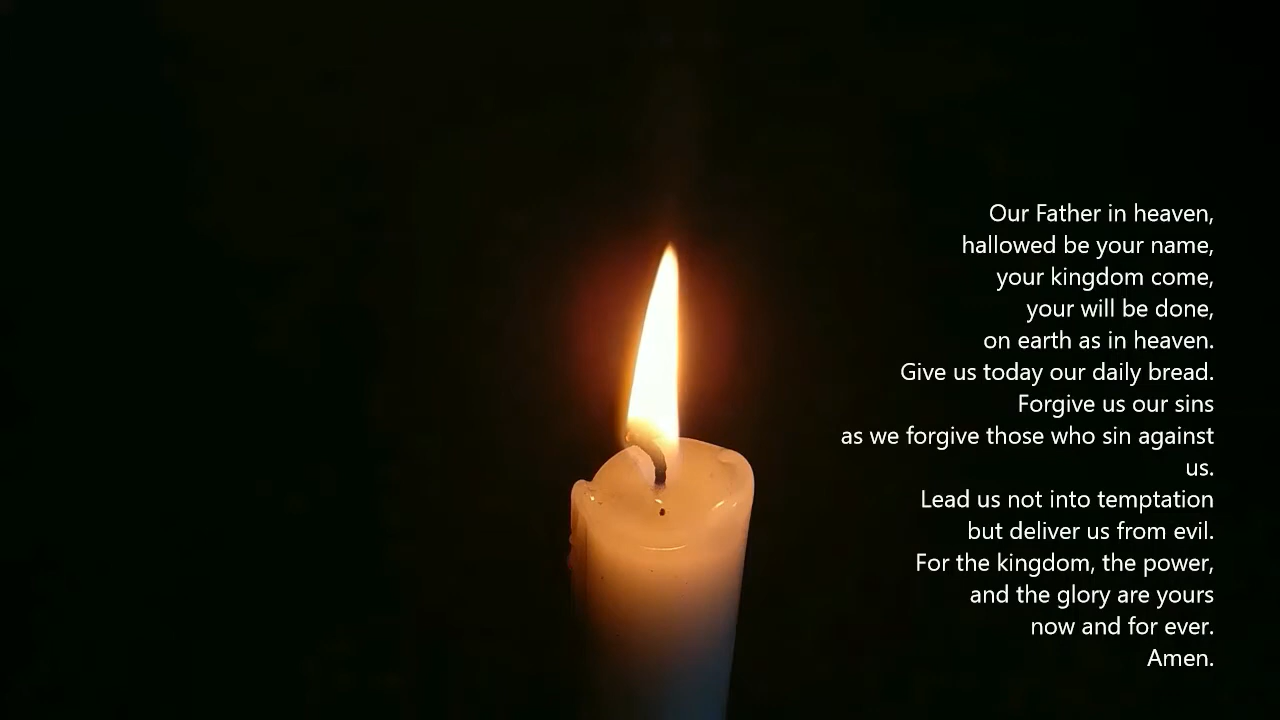 Our Father in heaven,
hallowed be your name,
your kingdom come,
your will be done,
on earth as in heaven.
Give us today our daily bread.
Forgive us our sins
as we forgive those who sin against
us.
Lead us not into temptation
but deliver us from evil.
For the kingdom, the power,
and the glory are yours
now and for ever.
Amen.